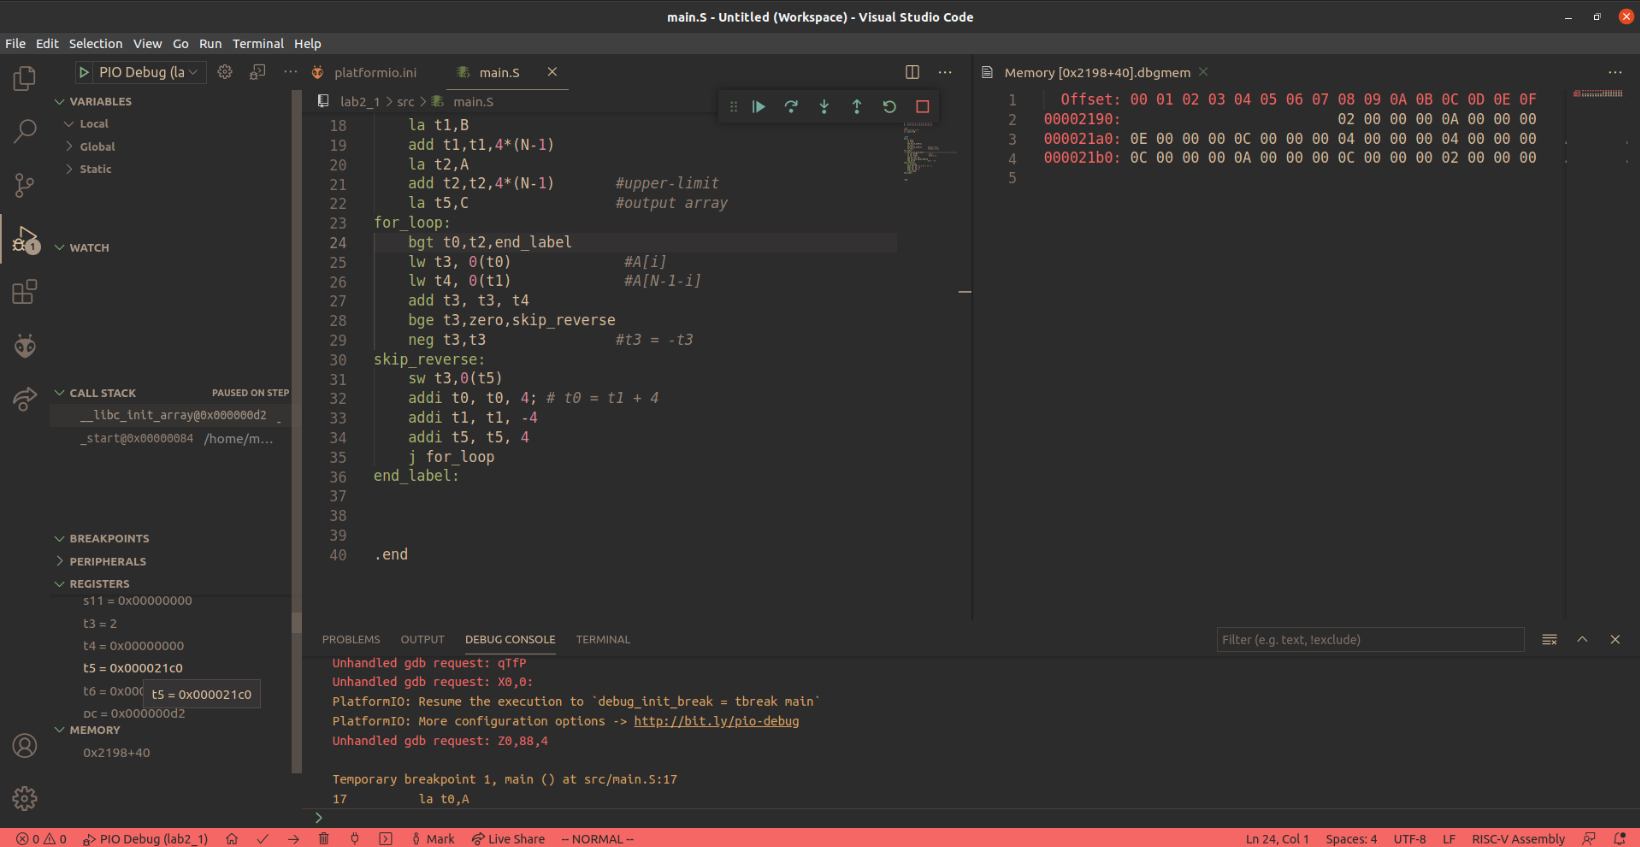 main.S - Untitled (Workspace) - Visual Studio Code
File Edit Selection View Go Run Terminal Help
PIO Debug (la
platformio.ini
main.S
lab2_1 > src > main.S
VARIABLES
Local
Global
Static
WATCH
CALL STACK PAUSED ON STEP
__libc_init_array@0x000000d2
_start@0x00000084 /home/m...
BREAKPOINTS
PERIPHERALS
REGISTERS
s11 = 0x00000000
t3 = 2
t4 = 0x00000000
t5 = 0x000021c0
t6 = 0x000
t5 = 0x000021c0
pc = 0x000000d2
MEMORY
0x2198+40
18 la t1,B
19 add t1,t1,4*(N-1)
20 la t2,A
21 add t2,t2,4*(N-1) #upper-limit
22 la t5,C #output array
23 for_loop:
24 bgt t0,t2,end_label
25 lw t3, 0(t0) #A[i]
26 lw t4, 0(t1) #A[N-1-i]
27 add t3, t3, t4
28 bge t3,zero,skip_reverse
29 neg t3,t3 #t3 = -t3
30 skip_reverse:
31 sw t3,0(t5)
32 addi t0, t0, 4; # t0 = t1 + 4
33 addi t1, t1, -4
34 addi t5, t5, 4
35 j for_loop
36 end_label:
37
38
39
40 .end
Memory [0x2198+40].dbgmem
1 Offset: 00 01 02 03 04 05 06 07 08 09 0A 0B 0C 0D 0E 0F
2 00002190: 02 00 00 00 0A 00 00 00
3 000021a0: 0E 00 00 00 0C 00 00 00 04 00 00 00 04 00 00 00
4 000021b0: 0C 00 00 00 0A 00 00 00 0C 00 00 00 02 00 00 00
5
PROBLEMS OUTPUT DEBUG CONSOLE TERMINAL
Filter (e.g. text, !exclude)
Unhandled gdb request: qTfP
Unhandled gdb request: X0,0:
PlatformIO: Resume the execution to `debug_init_break = tbreak main`
PlatformIO: More configuration options -> http://bit.ly/pio-debug
Unhandled gdb request: Z0,88,4
Temporary breakpoint 1, main () at src/main.S:17
17 la t0,A
>
1
0 0 PIO Debug (lab2_1) Mark Live Share -- NORMAL -- Ln 24, Col 1 Spaces: 4 UTF-8 LF RISC-V Assembly